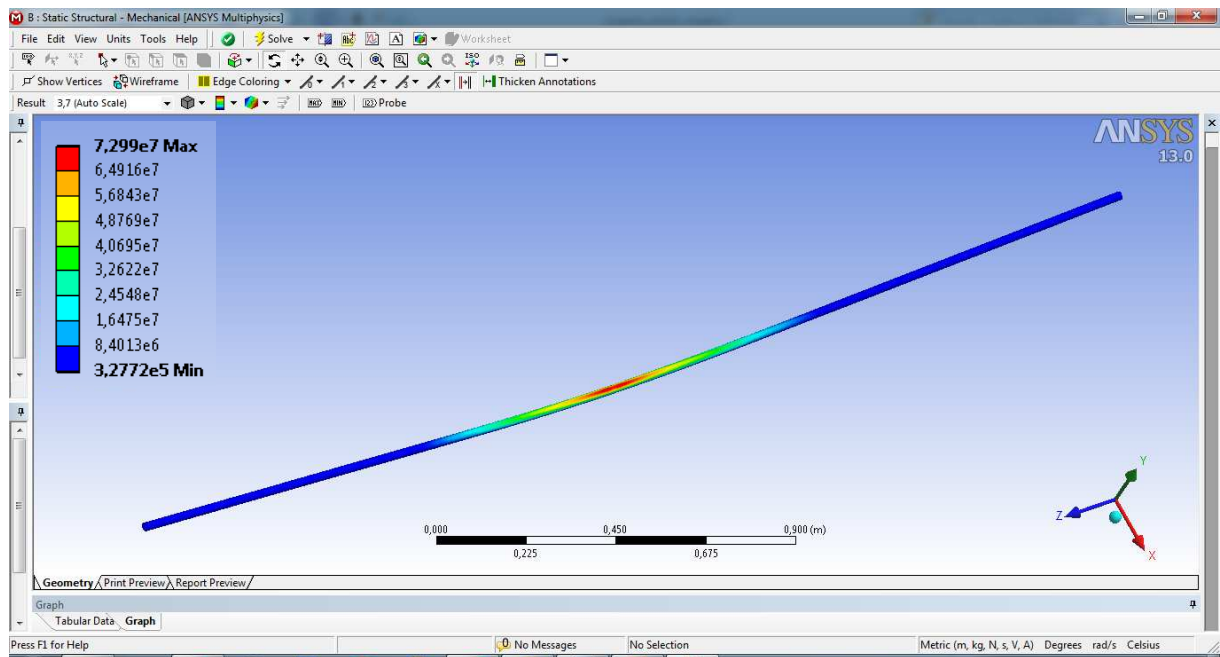 B : Static Structural - Mechanical [ANSYS Multiphysics]
File Edit View Units Tools Help Solve Worksheet
Show Vertices Wireframe Edge Coloring Thicken Annotations
Result 3,7 (Auto Scale) MAX MIN Probe
ANSYS
13.0
7,299e7 Max
6,4916e7
5,6843e7
4,8769e7
4,0695e7
3,2622e7
2,4548e7
1,6475e7
8,4013e6
3,2772e5 Min
0,000 0,450 0,900 (m)
0,225 0,675
Y
Z
X
Geometry Print Preview Report Preview
Graph
Tabular Data Graph
Press F1 for Help 0 No Messages No Selection Metric (m, kg, N, s, V, A) Degrees rad/s Celsius